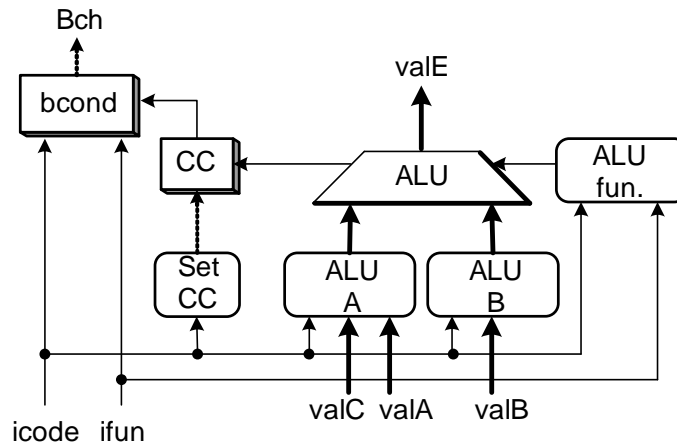 Bch
valE
bcond
CC
ALU
ALU
fun.
Set
CC
ALU
A
ALU
B
icode
ifun
valC
valA
valB